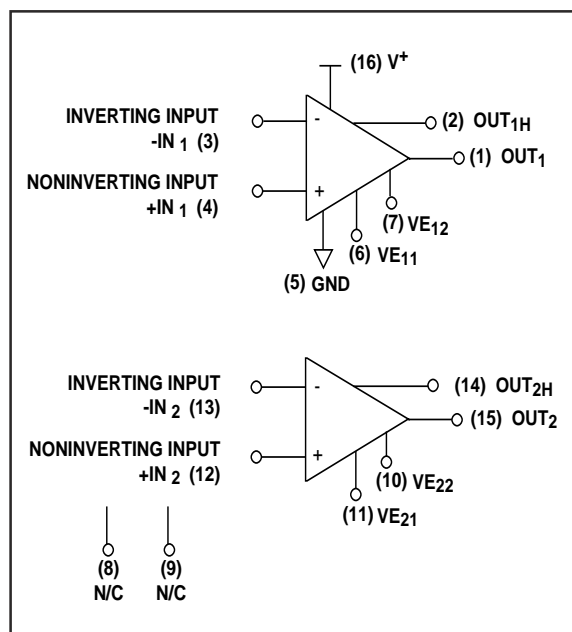 (16) V+
INVERTING INPUT
-IN 1 (3)
-
(2) OUT1H
(1) OUT1
NONINVERTING INPUT
+IN 1 (4)
+
(7) VE12
(6) VE11
(5) GND
INVERTING INPUT
-IN 2 (13)
-
(14) OUT2H
(15) OUT2
NONINVERTING INPUT
+IN 2 (12)
+
(10) VE22
(11) VE21
(8)
N/C
(9)
N/C